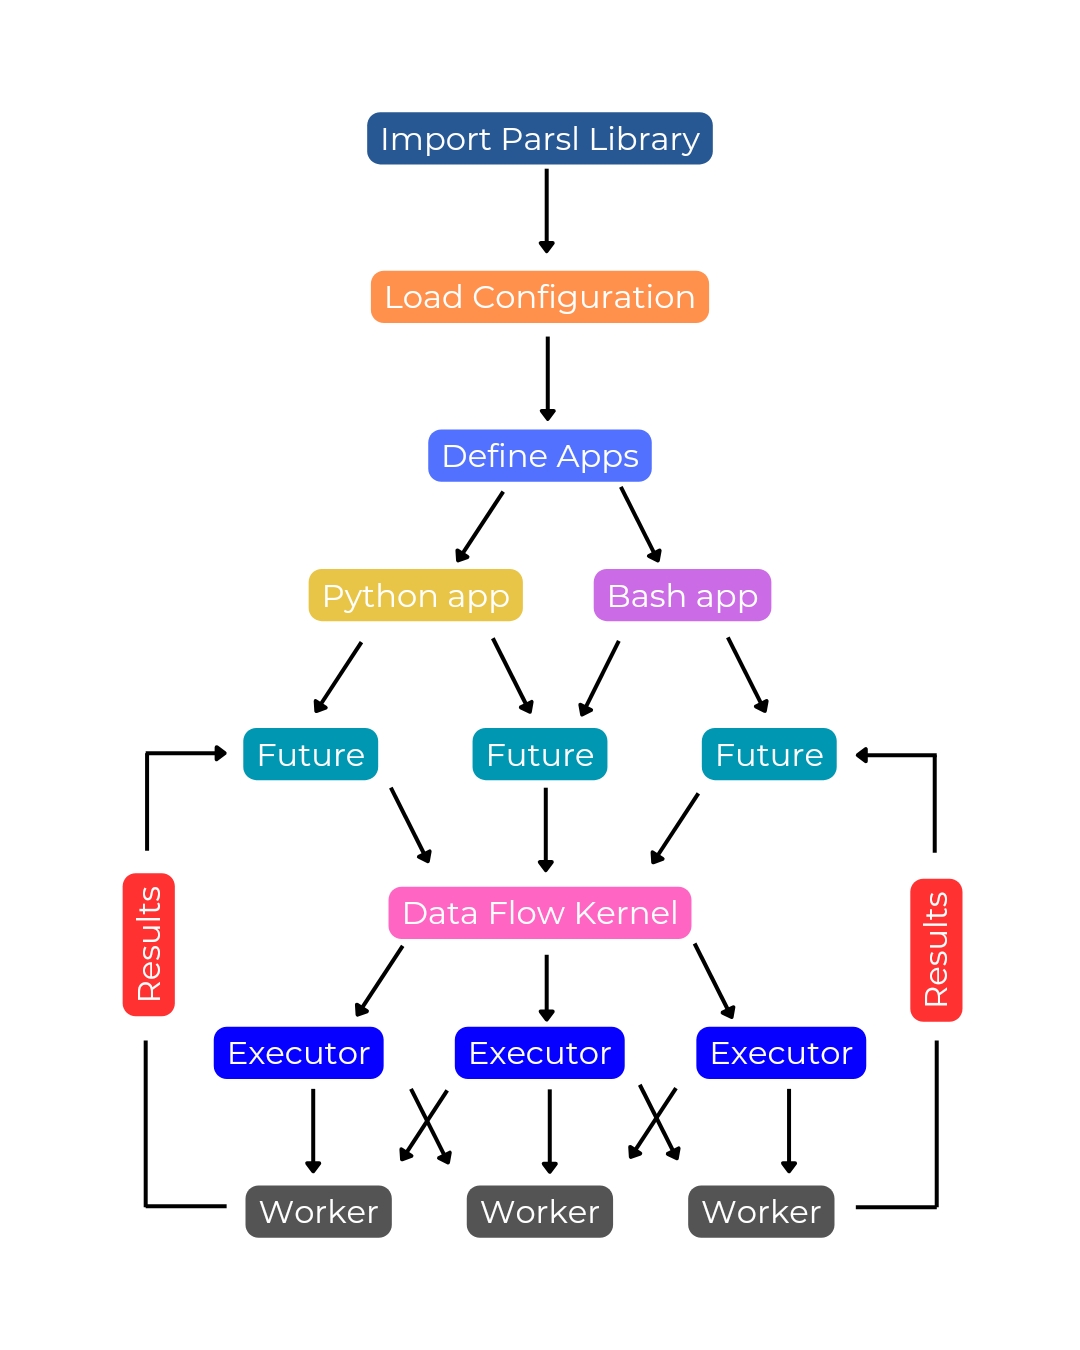 Import Parsl Library
Load Configuration
Define Apps
Python app
Bash app
Future
Future
Future
Results
Data Flow Kernel
Results
Executor
Executor
Executor
Worker
Worker
Worker